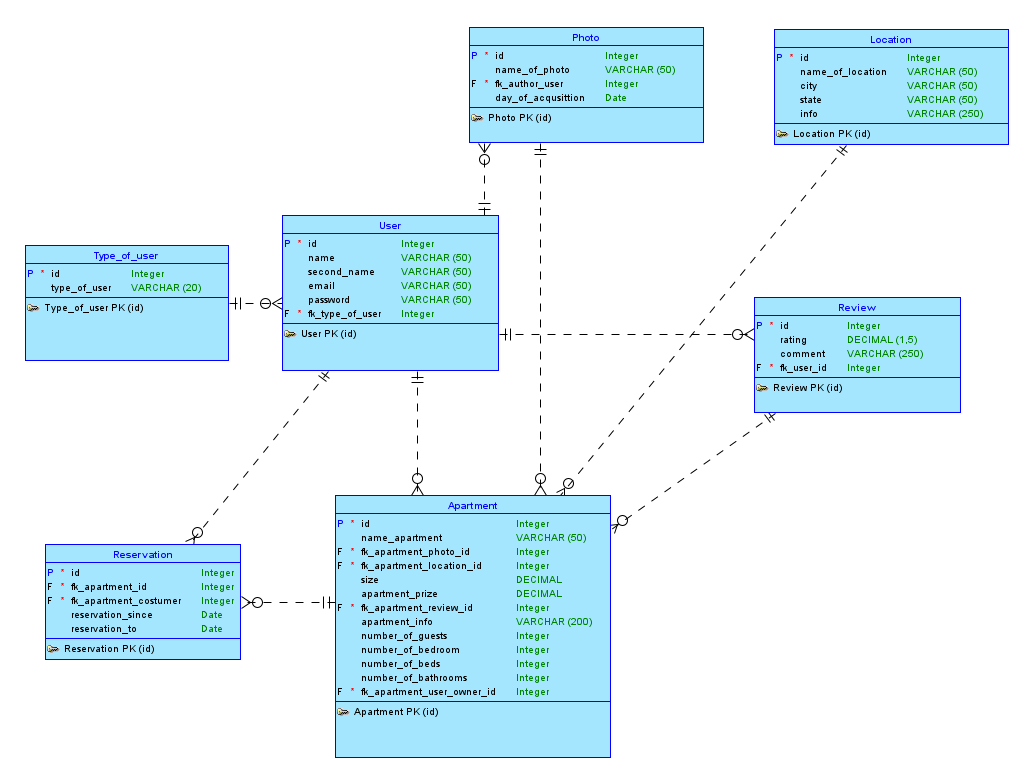 Photo
P * id Integer
name_of_photo VARCHAR (50)
F * fk_author_user Integer
day_of_acqusittion Date
Photo PK (id)
Location
P * id Integer
name_of_location VARCHAR (50)
city VARCHAR (50)
state VARCHAR (50)
info VARCHAR (250)
Location PK (id)
User
P * id Integer
name VARCHAR (50)
second_name VARCHAR (50)
email VARCHAR (50)
password VARCHAR (50)
F * fk_type_of_user Integer
User PK (id)
Type_of_user
P * id Integer
type_of_user VARCHAR (20)
Type_of_user PK (id)
Review
P * id Integer
rating DECIMAL (1,5)
comment VARCHAR (250)
F * fk_user_id Integer
Review PK (id)
Apartment
P * id Integer
name_apartment VARCHAR (50)
F * fk_apartment_photo_id Integer
F * fk_apartment_location_id Integer
size DECIMAL
apartment_prize DECIMAL
F * fk_apartment_review_id Integer
apartment_info VARCHAR (200)
number_of_guests Integer
number_of_bedroom Integer
number_of_beds Integer
number_of_bathrooms Integer
F * fk_apartment_user_owner_id Integer
Apartment PK (id)
Reservation
P * id Integer
F * fk_apartment_id Integer
F * fk_apartment_costumer Integer
reservation_since Date
reservation_to Date
Reservation PK (id)